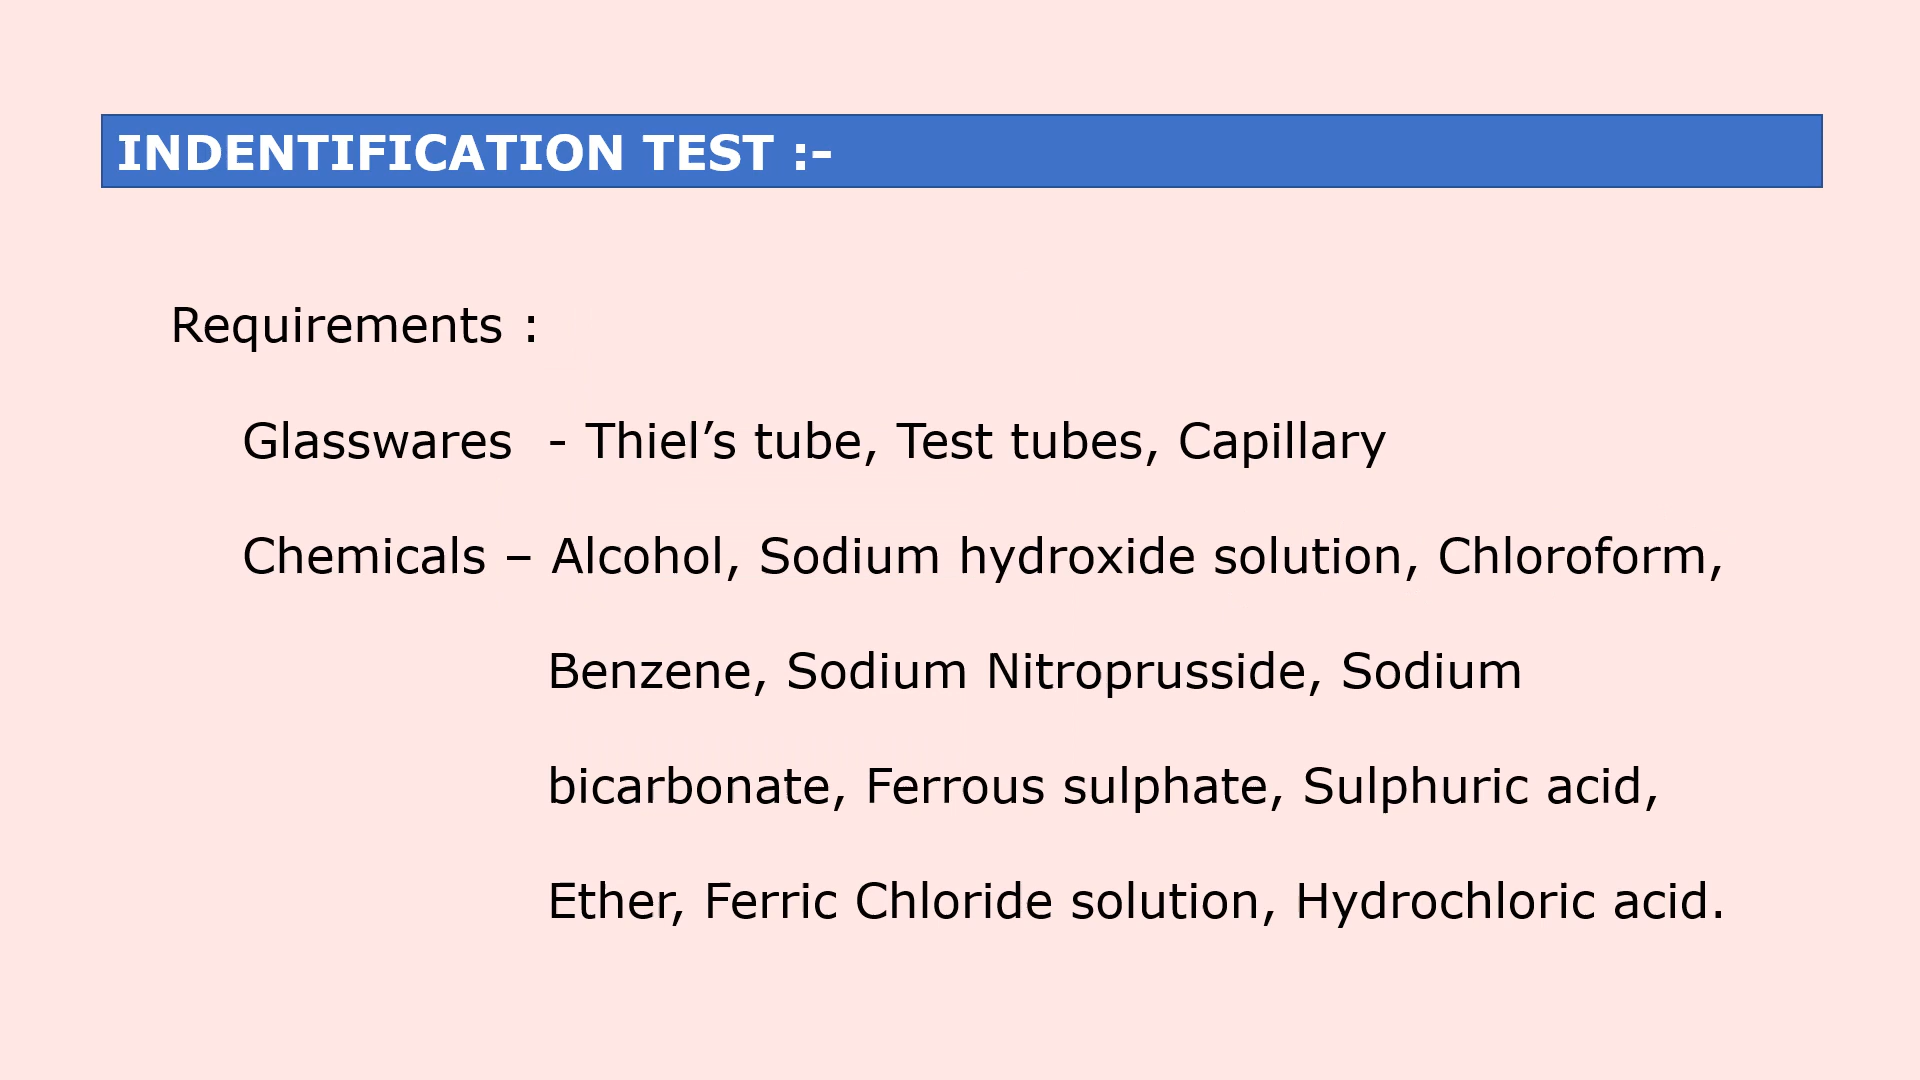 INDENTIFICATION TEST :-
Requirements :
Glasswares - Thiel’s tube, Test tubes, Capillary
Chemicals – Alcohol, Sodium hydroxide solution, Chloroform,
Benzene, Sodium Nitroprusside, Sodium
bicarbonate, Ferrous sulphate, Sulphuric acid,
Ether, Ferric Chloride solution, Hydrochloric acid.